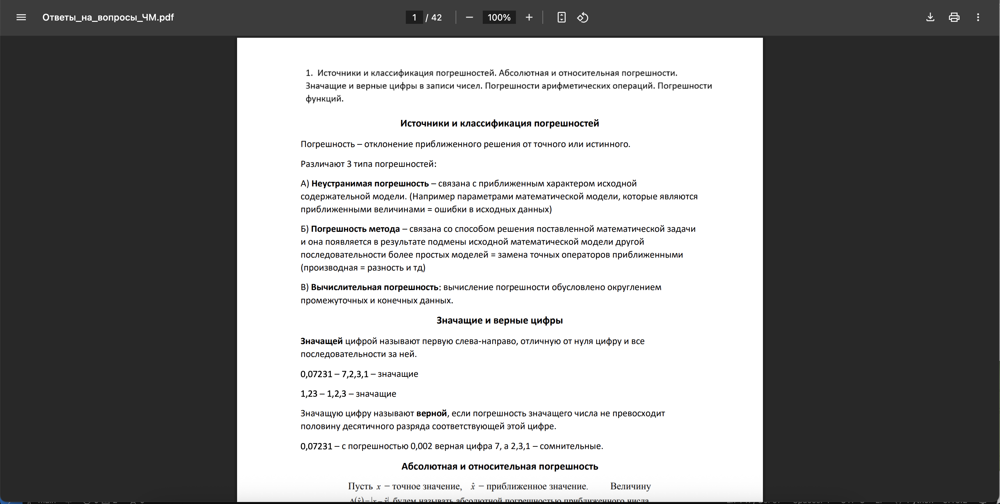 Ответы_на_вопросы_ЧМ.pdf
1 / 42
100%
1. Источники и классификация погрешностей. Абсолютная и относительная погрешности.
Значащие и верные цифры в записи чисел. Погрешности арифметических операций. Погрешности
функций.
Источники и классификация погрешностей
Погрешность – отклонение приближенного решения от точного или истинного.
Различают 3 типа погрешностей:
А) Неустранимая погрешность – связана с приближенным характером исходной
содержательной модели. (Например параметрами математической модели, которые являются
приближенными величинами = ошибки в исходных данных)
Б) Погрешность метода – связана со способом решения поставленной математической задачи
и она появляется в результате подмены исходной математической модели другой
последовательности более простых моделей = замена точных операторов приближенными
(производная = разность и тд)
В) Вычислительная погрешность: вычисление погрешности обусловлено округлением
промежуточных и конечных данных.
Значащие и верные цифры
Значащей цифрой называют первую слева-направо, отличную от нуля цифру и все
последовательности за ней.
0,07231 – 7,2,3,1 – значащие
1,23 – 1,2,3 – значащие
Значащую цифру называют верной, если погрешность значащего числа не превосходит
половину десятичного разряда соответствующей этой цифре.
0,07231 – с погрешностью 0,002 верная цифра 7, а 2,3,1 – сомнительные.
Абсолютная и относительная погрешность
Пусть x – точное значение, x̂ – приближенное значение. Величину
Δ(x̂)=|x – x̂| будем называть абсолютной погрешностью приближенного числа